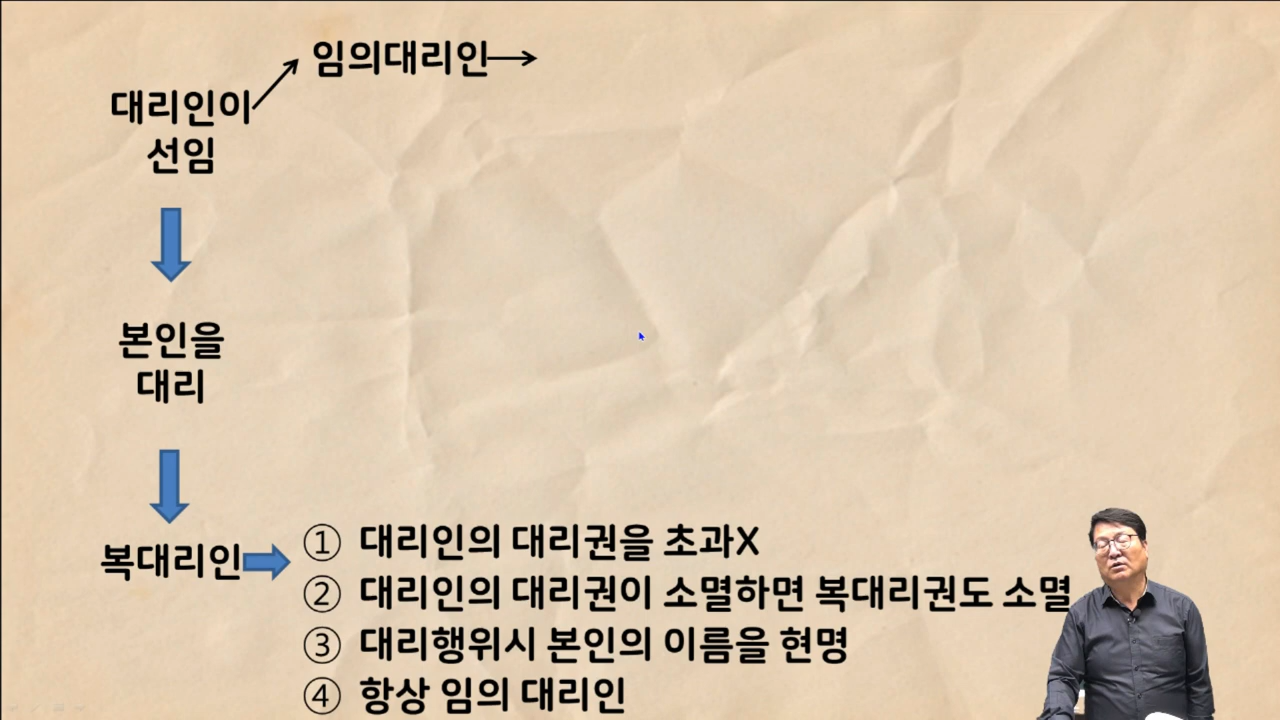 임의대리인
대리인이
선임
본인을
대리
복대리인
① 대리인의 대리권을 초과X
② 대리인의 대리권이 소멸하면 복대리권도 소멸
③ 대리행위시 본인의 이름을 현명
④ 항상 임의 대리인